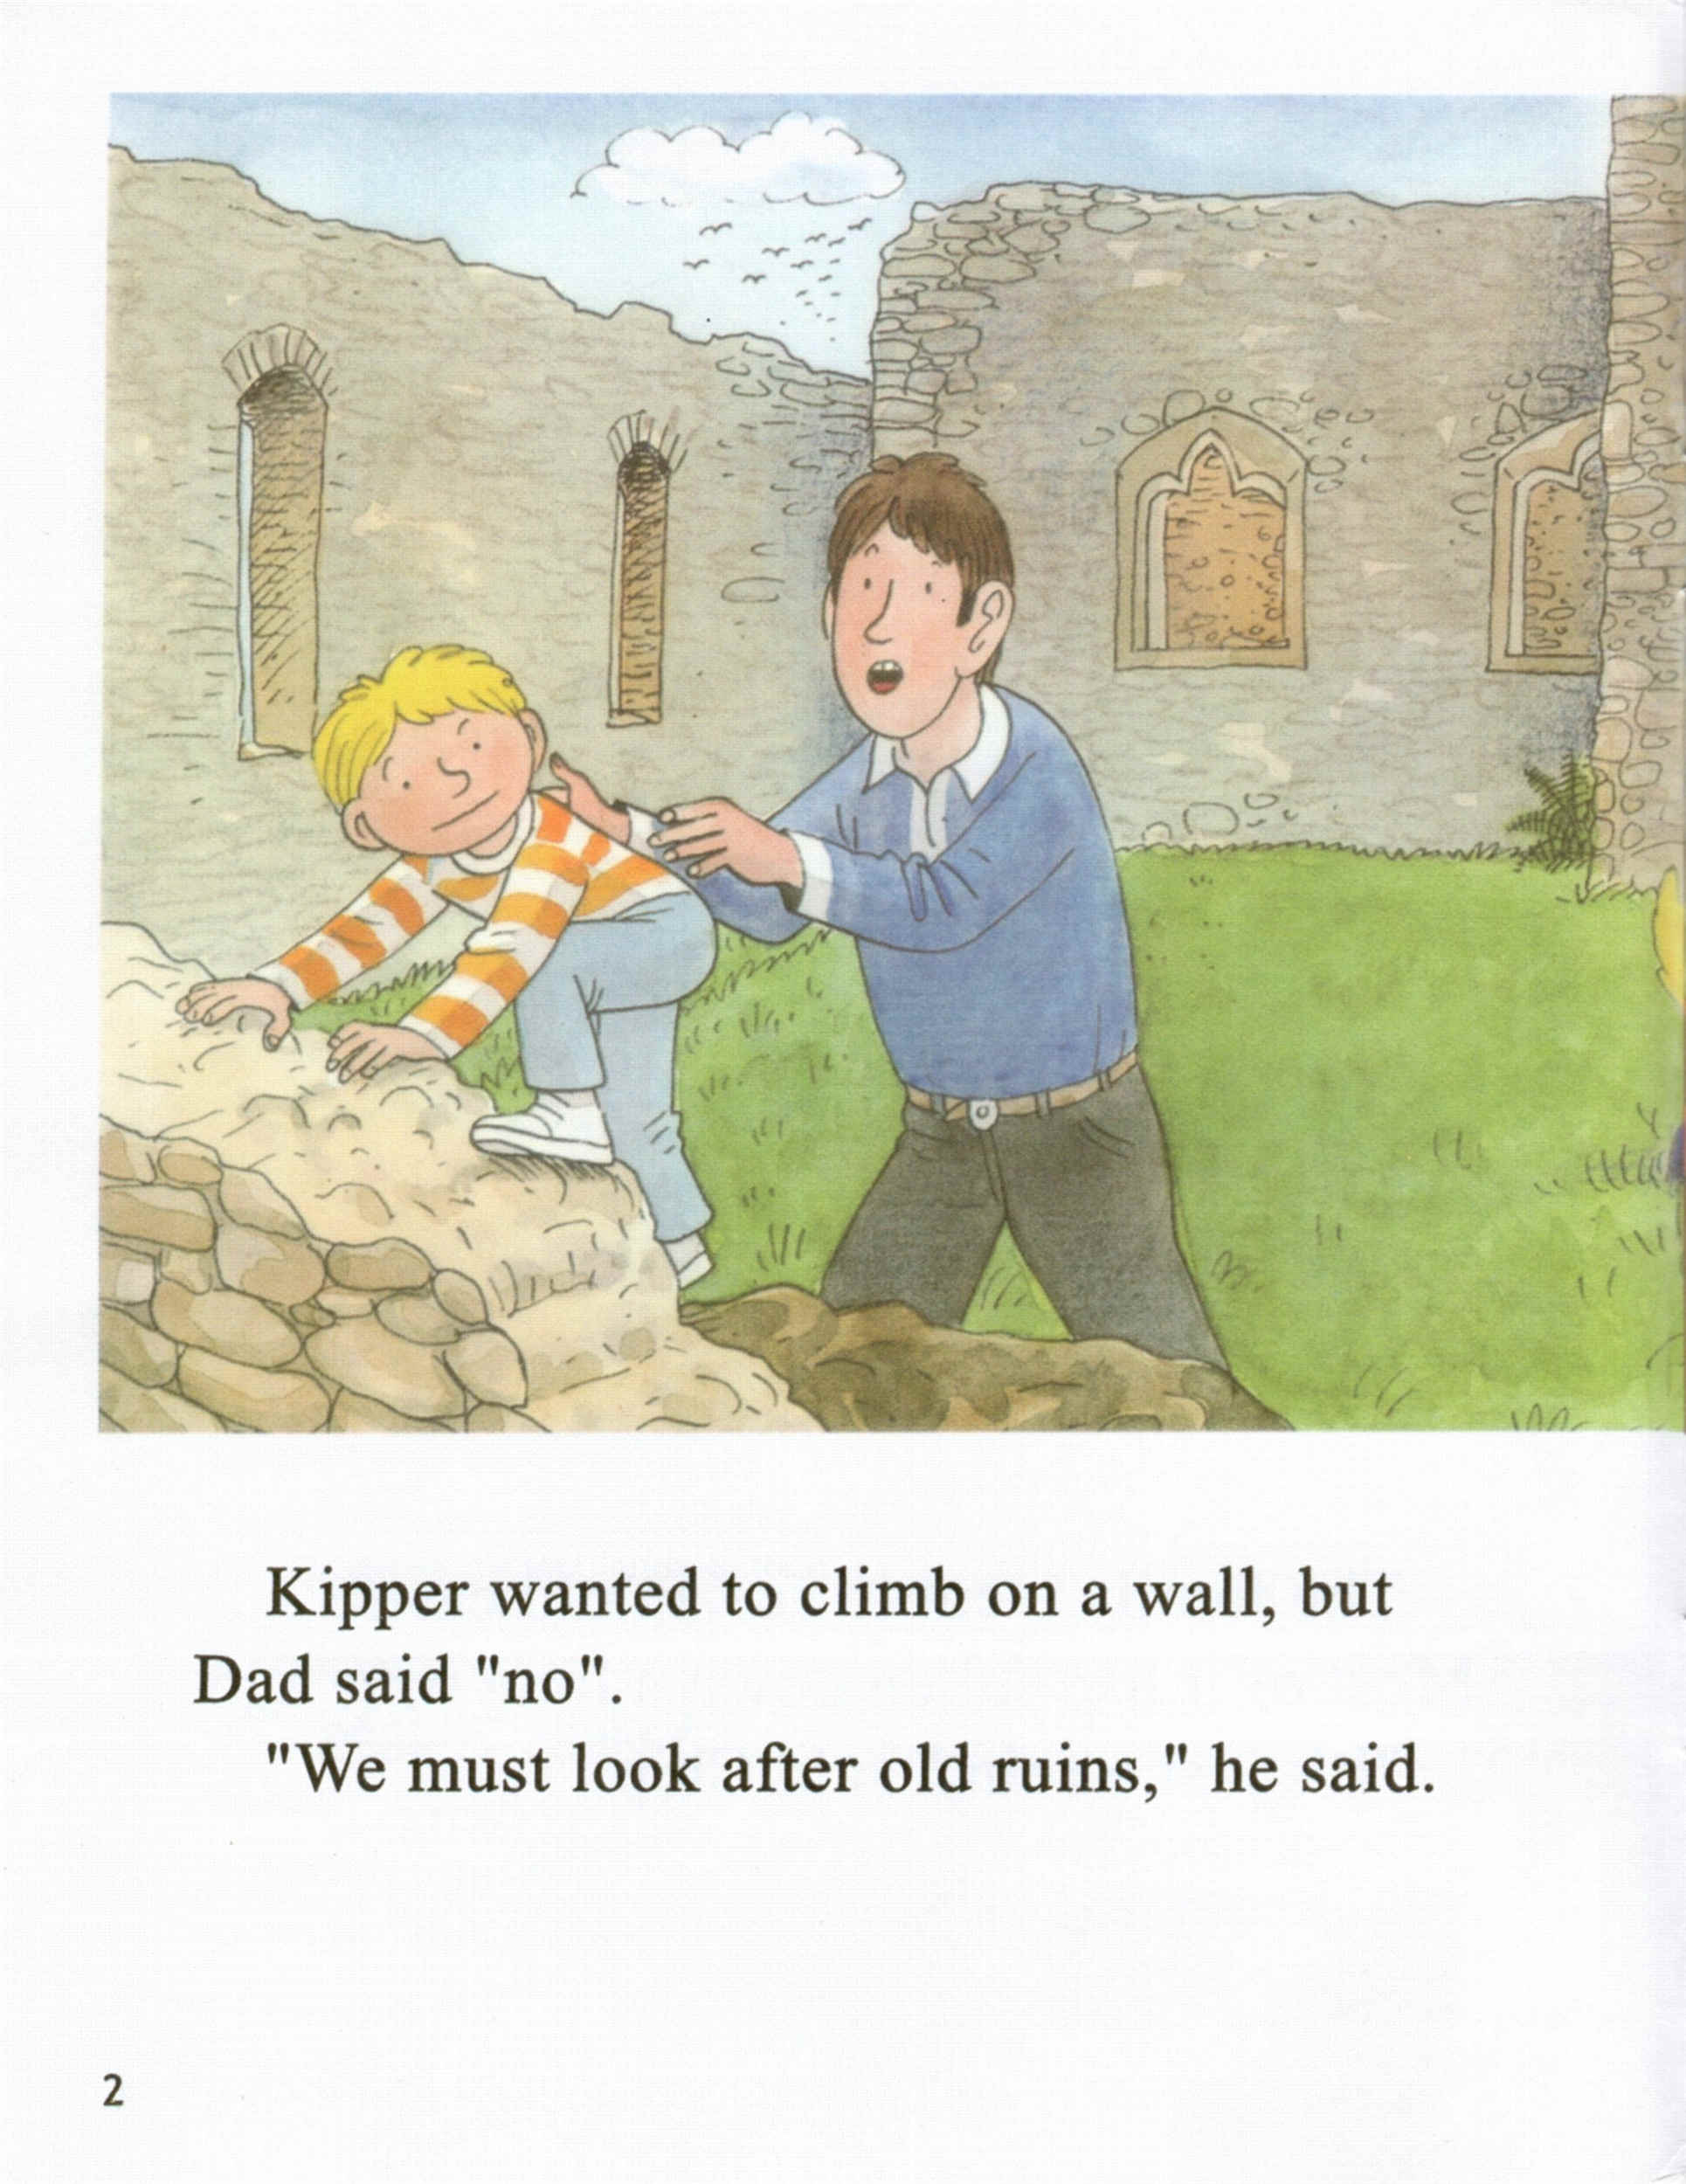 Kipper wanted to climb on a wall, but
Dad said "no".
"We must look after old ruins," he said.
2